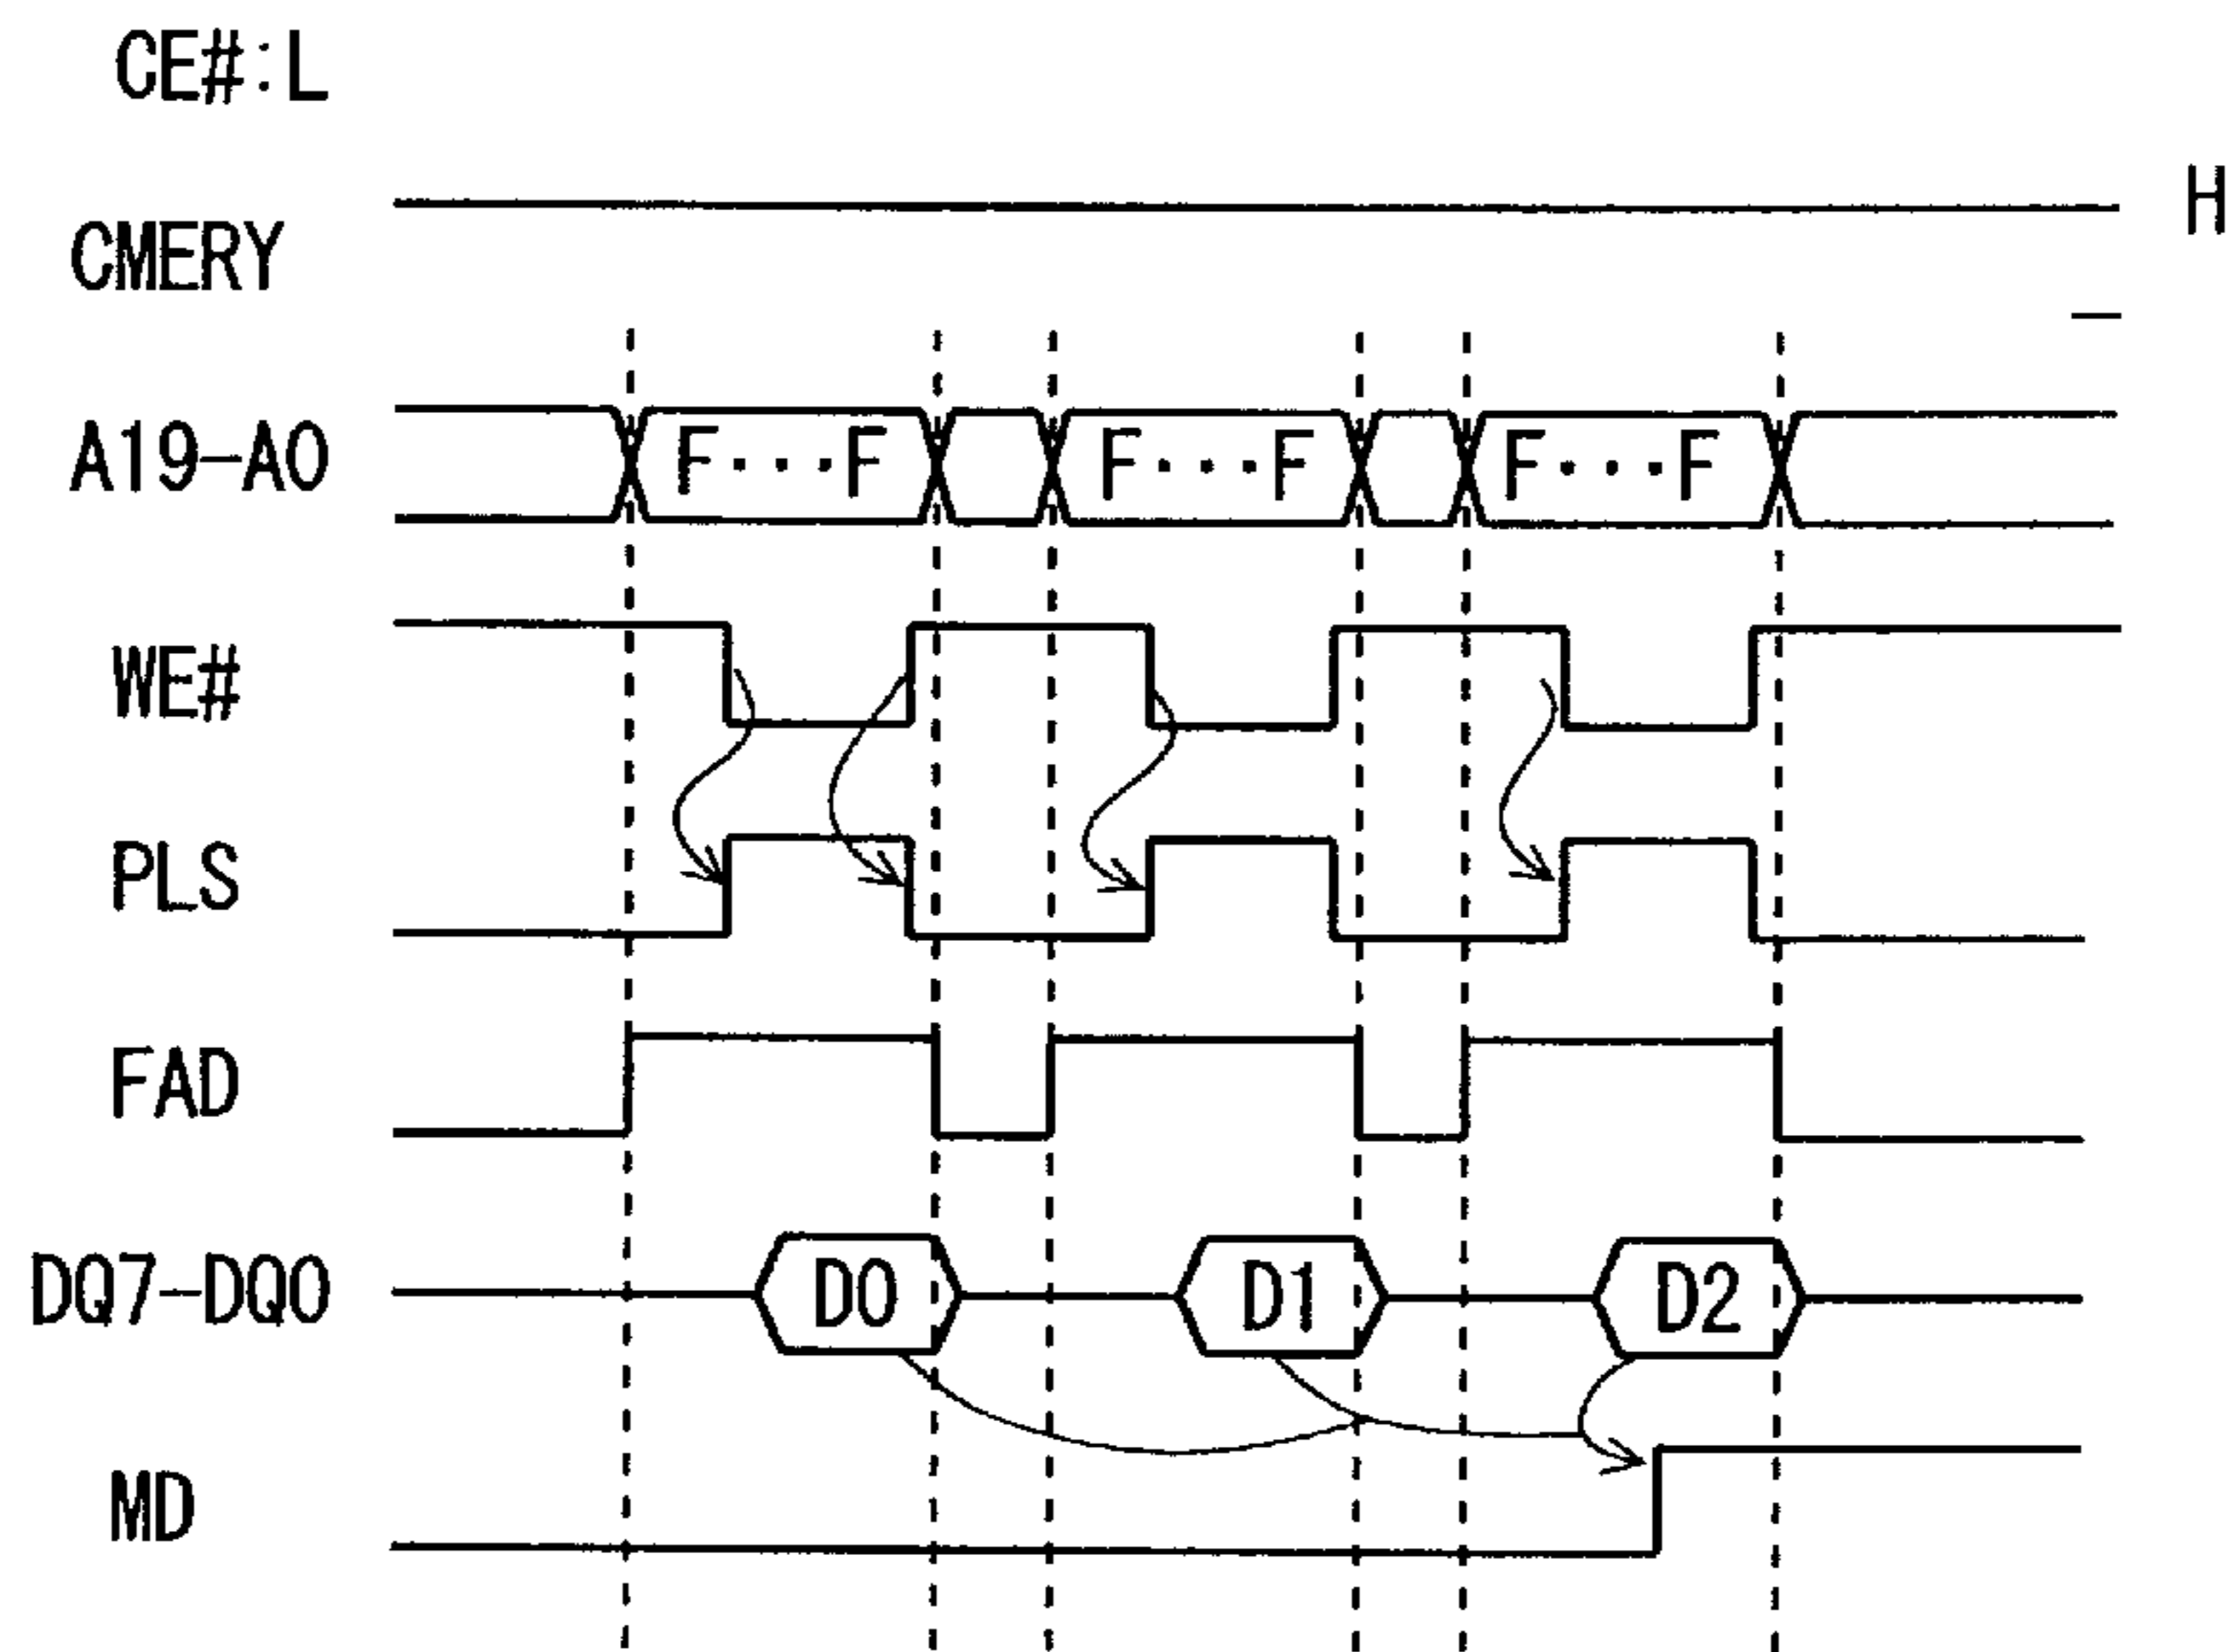 CE#:L
H
CMERY
A19-A0 F...F F...F F...F
WE#
PLS
FAD
DQ7-DQ0 D0 D1 D2
MD